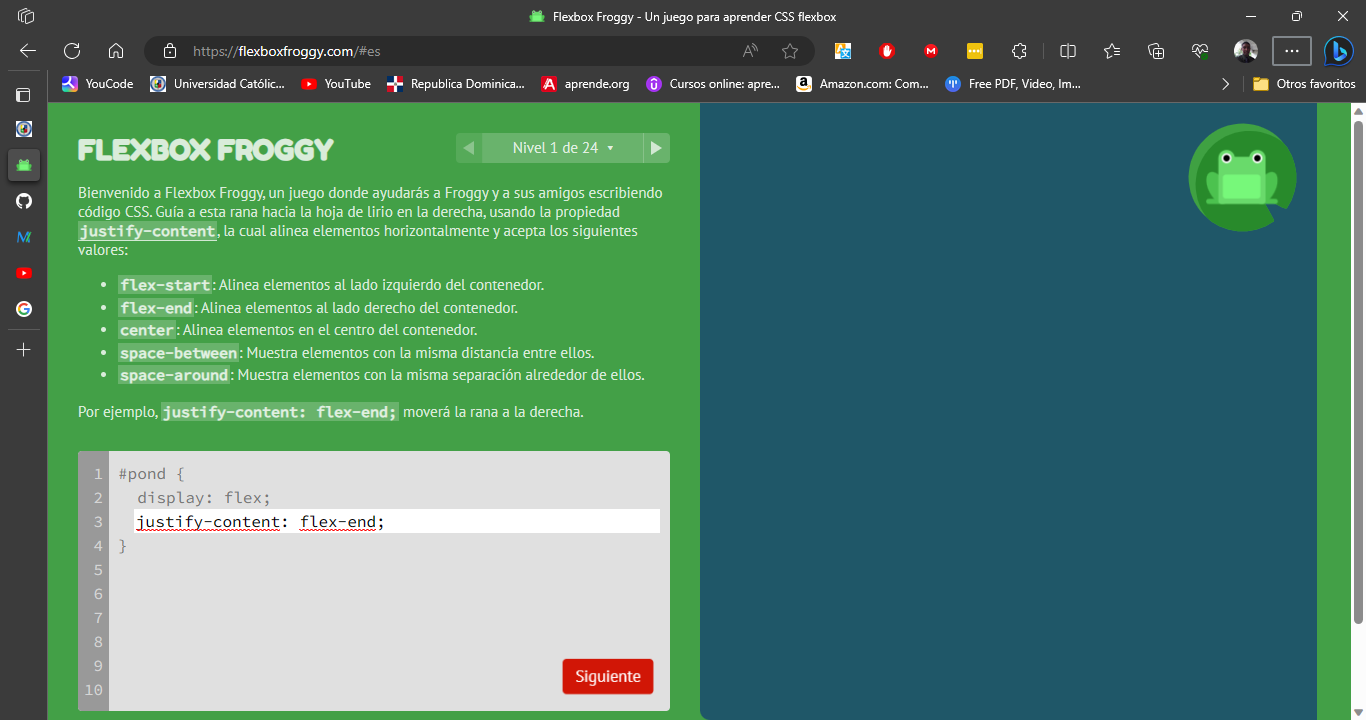 Flexbox Froggy - Un juego para aprender CSS flexbox
https://flexboxfroggy.com/#es
YouCode
Universidad Católic...
YouTube
Republica Dominica...
aprende.org
Cursos online: apre...
Amazon.com: Com...
Free PDF, Video, Im...
Otros favoritos
FLEXBOX FROGGY
Nivel 1 de 24
Bienvenido a Flexbox Froggy, un juego donde ayudarás a Froggy y a sus amigos escribiendo
código CSS. Guía a esta rana hacia la hoja de lirio en la derecha, usando la propiedad
justify-content, la cual alinea elementos horizontalmente y acepta los siguientes
valores:
• flex-start: Alinea elementos al lado izquierdo del contenedor.
• flex-end: Alinea elementos al lado derecho del contenedor.
• center: Alinea elementos en el centro del contenedor.
• space-between: Muestra elementos con la misma distancia entre ellos.
• space-around: Muestra elementos con la misma separación alrededor de ellos.
Por ejemplo, justify-content: flex-end; moverá la rana a la derecha.
1 #pond {
2 display: flex;
3 justify-content: flex-end;
4 }
5
6
7
8
9
10
Siguiente